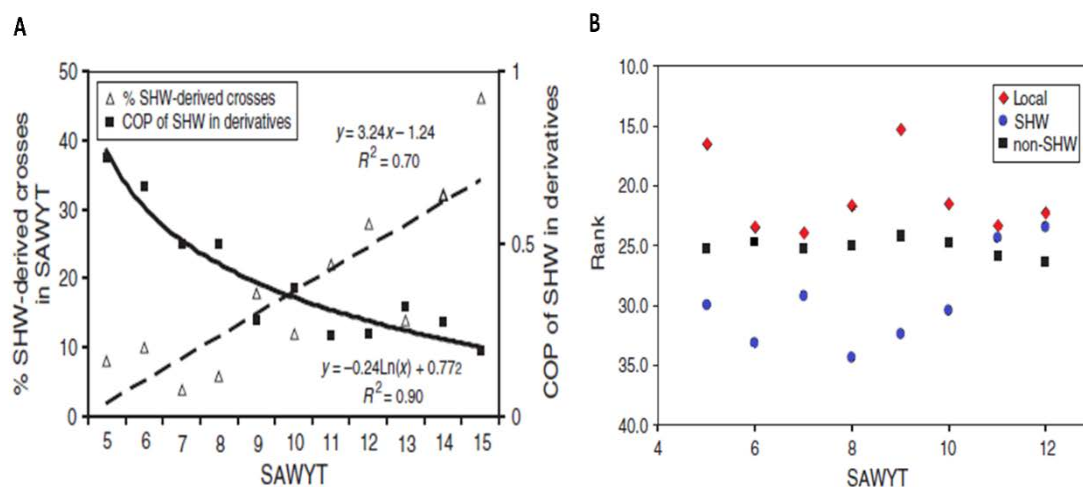 A
50
40
30
20
10
0
% SHW-derived crosses
in SAWYT
△ % SHW-derived crosses
■ COP of SHW in derivatives
y = 3.24x – 1.24
R² = 0.70
y = –0.24Ln(x) + 0.772
R² = 0.90
1
0.5
0
COP of SHW in derivatives
5 6 7 8 9 10 11 12 13 14 15
SAWYT
B
10.0
15.0
20.0
25.0
30.0
35.0
40.0
Rank
Local
SHW
non-SHW
4 6 8 10 12
SAWYT